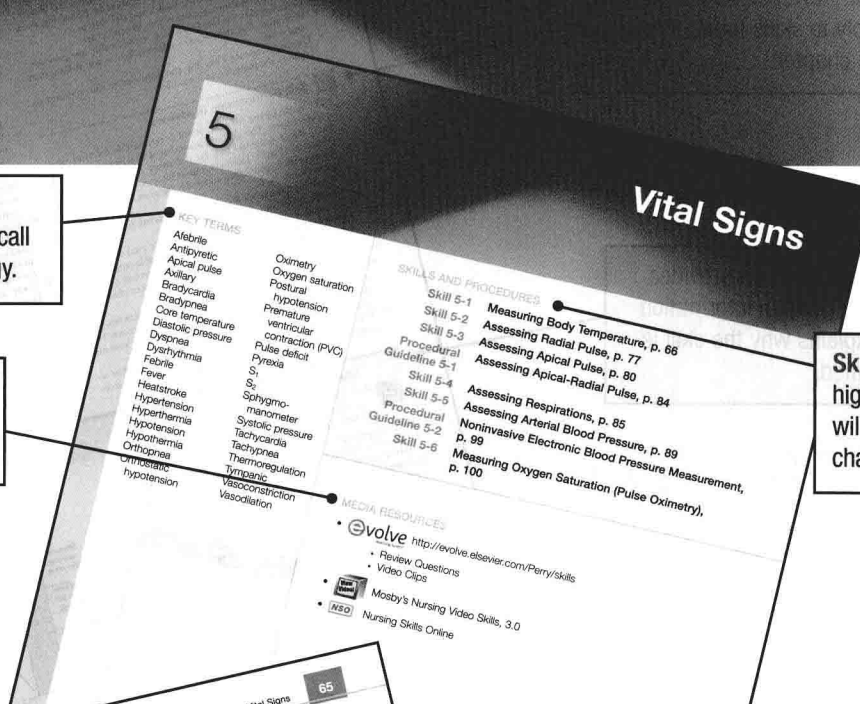 5
Vital Signs
call
y.
KEY TERMS
Afebrile
Antipyretic
Apical pulse
Axillary
Bradycardia
Bradypnea
Core temperature
Diastolic pressure
Dyspnea
Dysrhythmia
Febrile
Fever
Heatstroke
Hypertension
Hyperthermia
Hypotension
Hypothermia
Orthopnea
Orthostatic
hypotension
Oximetry
Oxygen saturation
Postural
hypotension
Premature
ventricular
contraction (PVC)
Pulse deficit
Pyrexia
S₁
S₂
Sphygmo-
manometer
Systolic pressure
Tachycardia
Tachypnea
Thermoregulation
Tympanic
Vasoconstriction
Vasodilation
SKILLS AND PROCEDURES
Skill 5-1 Measuring Body Temperature, p. 66
Skill 5-2 Assessing Radial Pulse, p. 77
Skill 5-3 Assessing Apical Pulse, p. 80
Procedural Assessing Apical-Radial Pulse, p. 84
Guideline 5-1
Skill 5-4 Assessing Respirations, p. 85
Skill 5-5 Assessing Arterial Blood Pressure, p. 89
Procedural Noninvasive Electronic Blood Pressure Measurement,
Guideline 5-2 p. 99
Skill 5-6 Measuring Oxygen Saturation (Pulse Oximetry),
p. 100
Sk
hig
will
cha
MEDIA RESOURCES
• evolve http://evolve.elsevier.com/Perry/skills
• Review Questions
• Video Clips
• View Video! Mosby's Nursing Video Skills, 3.0
• NSO Nursing Skills Online
Vital Signs 65